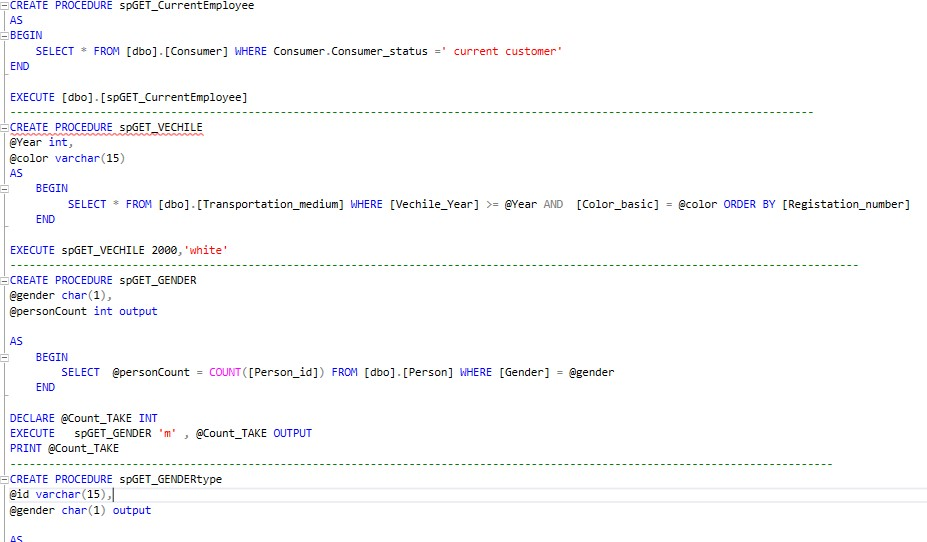 CREATE PROCEDURE spGET_CurrentEmployee
AS
BEGIN
SELECT * FROM [dbo].[Consumer] WHERE Consumer.Consumer_status =' current customer'
END
EXECUTE [dbo].[spGET_CurrentEmployee]
--------------------------------------------------------------------------------------------------------------------------
CREATE PROCEDURE spGET_VECHILE
@Year int,
@color varchar(15)
AS
BEGIN
SELECT * FROM [dbo].[Transportation_medium] WHERE [Vechile_Year] >= @Year AND  [Color_basic] = @color ORDER BY [Registation_number]
END
EXECUTE spGET_VECHILE 2000,'white'
---------------------------------------------------------------------------------------------------------------------------------
CREATE PROCEDURE spGET_GENDER
@gender char(1),
@personCount int output
AS
BEGIN
SELECT  @personCount = COUNT([Person_id]) FROM [dbo].[Person] WHERE [Gender] = @gender
END
DECLARE @Count_TAKE INT
EXECUTE   spGET_GENDER 'm' , @Count_TAKE OUTPUT
PRINT @Count_TAKE
-----------------------------------------------------------------------------------------------------------------------------
CREATE PROCEDURE spGET_GENDERtype
@id varchar(15),
@gender char(1) output
AS